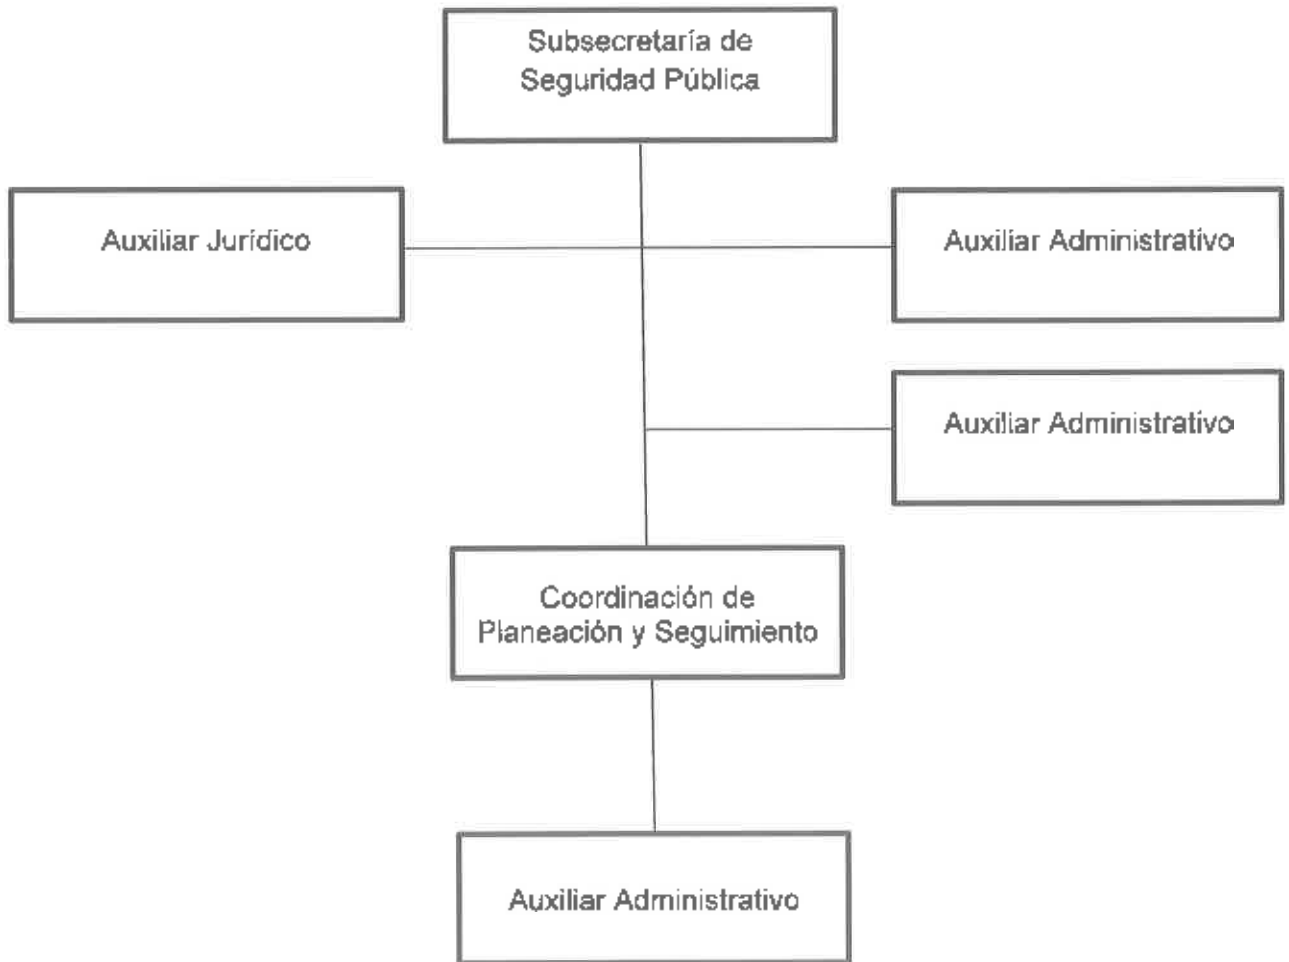 Subsecretaría de
Seguridad Pública
Auxiliar Jurídico
Auxiliar Administrativo
Auxiliar Administrativo
Coordinación de
Planeación y Seguimiento
Auxiliar Administrativo